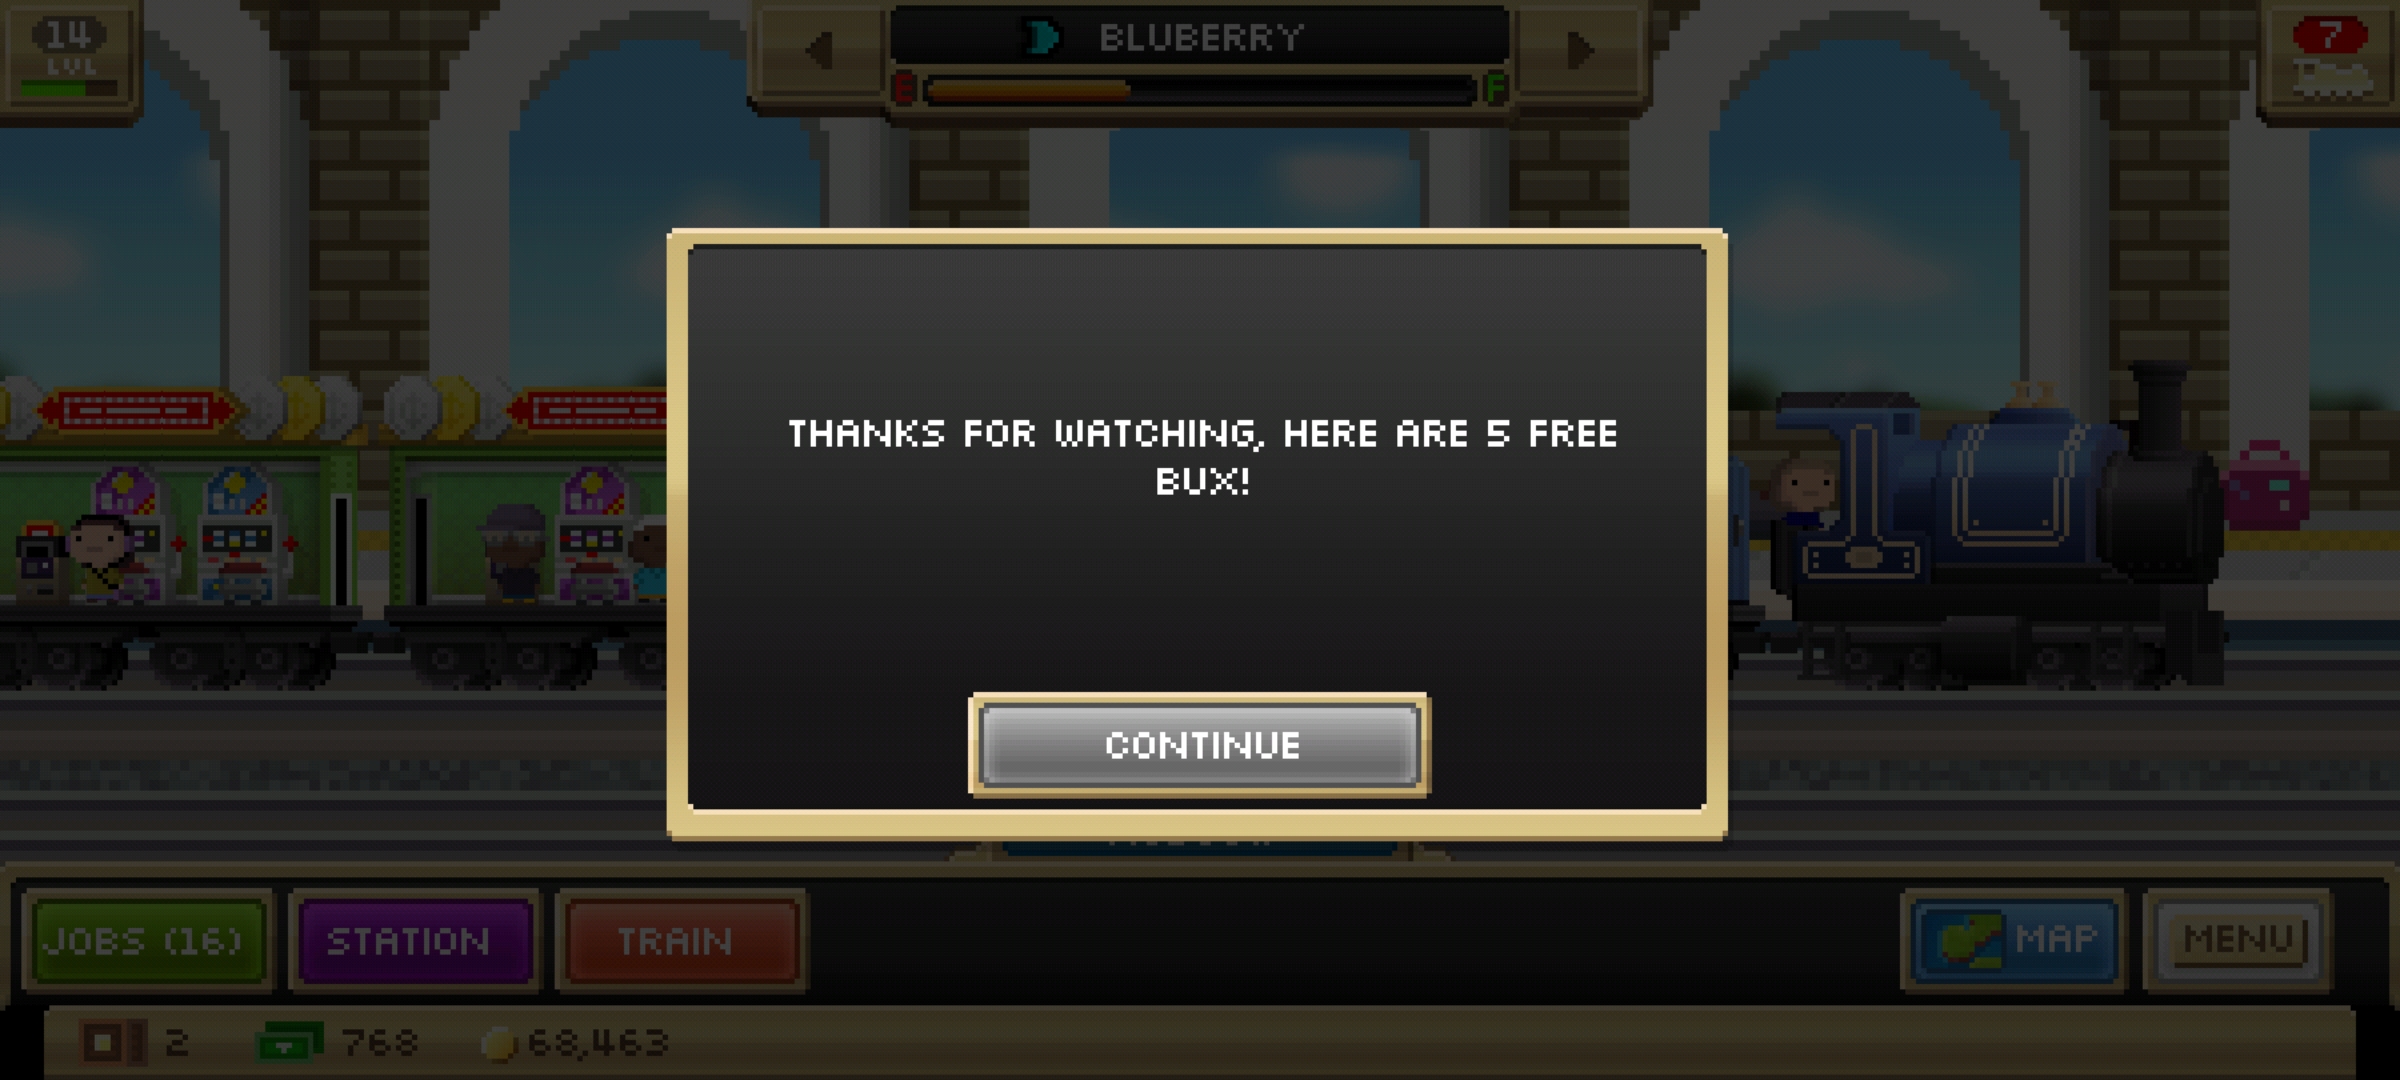 14
LVL
BLUBERRY
7
E
F
THANKS FOR WATCHING, HERE ARE 5 FREE
BUX!
CONTINUE
JOBS (16)
STATION
TRAIN
MAP
MENU
2
768
68,463